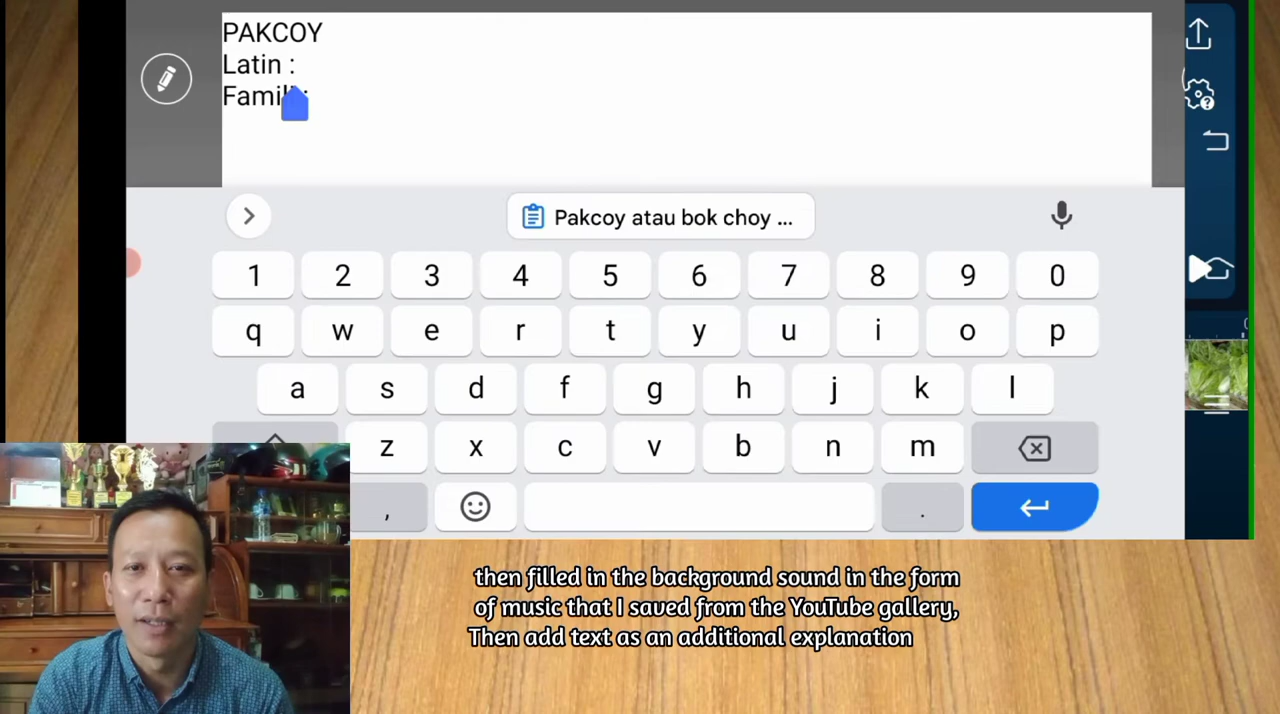 PAKCOY
Latin :
Famili :
Pakcoy atau bok choy ...
1 2 3 4 5 6 7 8 9 0
q w e r t y u i o p
a s d f g h j k l
z x c v b n m
, .
then filled in the background sound in the form
of music that I saved from the YouTube gallery,
Then add text as an additional explanation